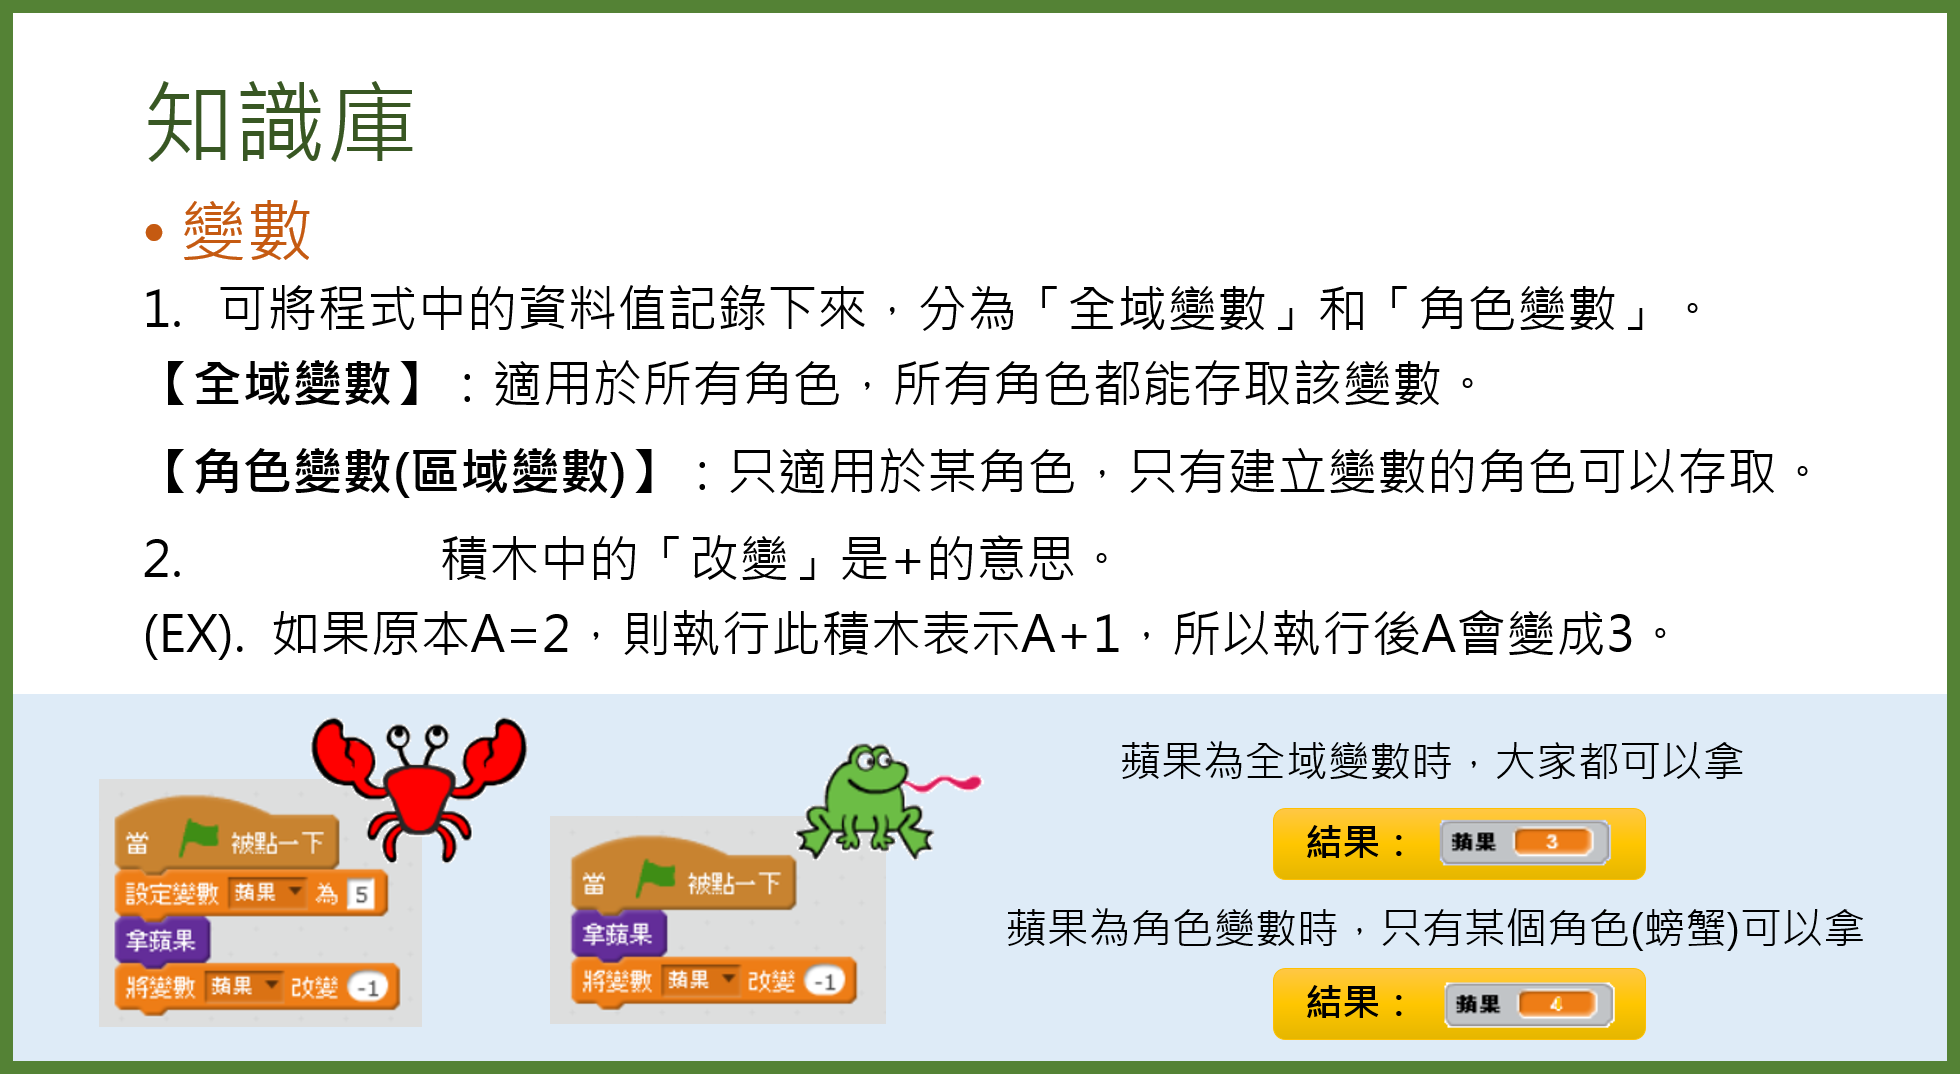 知識庫
• 變數
1. 可將程式中的資料值記錄下來，分為「全域變數」和「角色變數」。
【全域變數】：適用於所有角色，所有角色都能存取該變數。
【角色變數(區域變數)】：只適用於某角色，只有建立變數的角色可以存取。
2. 積木中的「改變」是+的意思。
(EX). 如果原本A=2，則執行此積木表示A+1，所以執行後A會變成3。
當 被點一下
設定變數 蘋果 為 5
拿蘋果
將變數 蘋果 改變 -1
當 被點一下
拿蘋果
將變數 蘋果 改變 -1
蘋果為全域變數時，大家都可以拿
結果： 蘋果 3
蘋果為角色變數時，只有某個角色(螃蟹)可以拿
結果： 蘋果 4